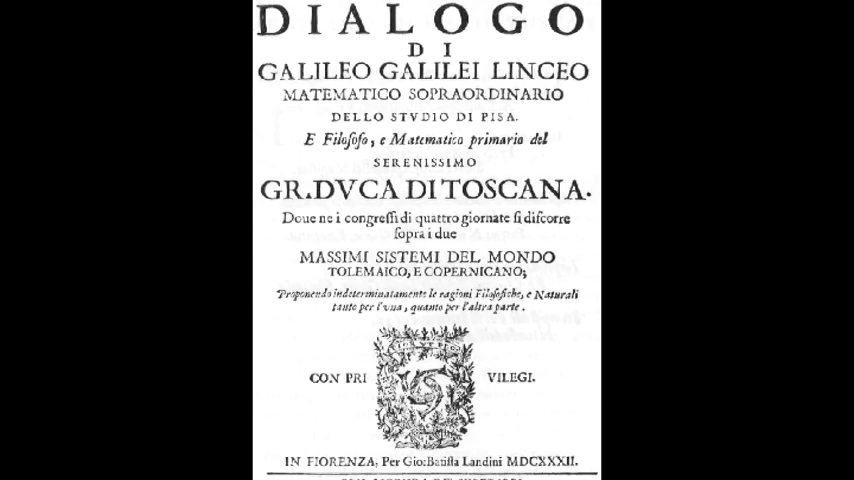 DIALOGO
DI
GALILEO GALILEI LINCEO
MATEMATICO SOPRAORDINARIO
DELLO STVDIO DI PISA.
E Filosofo, e Matematico primario del
SERENISSIMO
GR.DVCA DI TOSCANA.
Doue ne i congressi di quattro giornate si discorre
sopra i due
MASSIMI SISTEMI DEL MONDO
TOLEMAICO, E COPERNICANO;
Proponendo indeterminatamente le ragioni Filosofiche, e Naturali
tanto per l'vna, quanto per l'altra parte.
CON PRI VILEGI.
IN FIORENZA, Per Gio:Batista Landini MDCXXXII.